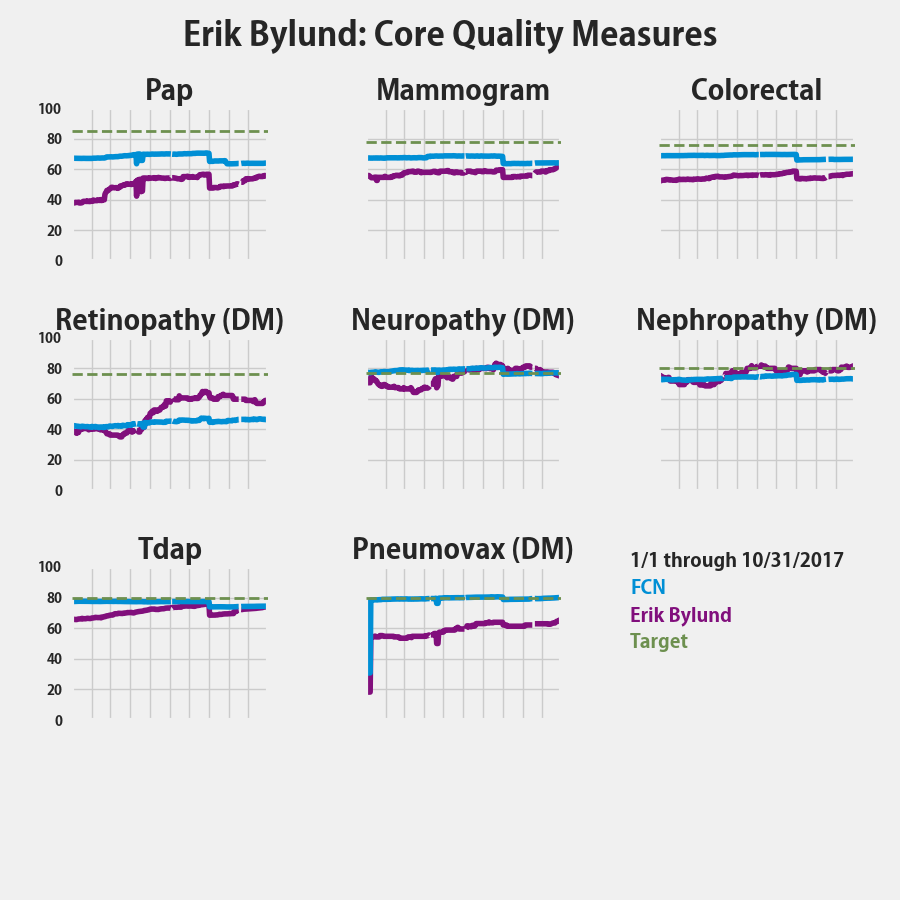 Erik Bylund: Core Quality Measures
Pap
Mammogram
Colorectal
100
80
60
40
20
0
Retinopathy (DM)
Neuropathy (DM)
Nephropathy (DM)
100
80
60
40
20
0
Tdap
Pneumovax (DM)
100
80
60
40
20
0
1/1 through 10/31/2017
FCN
Erik Bylund
Target